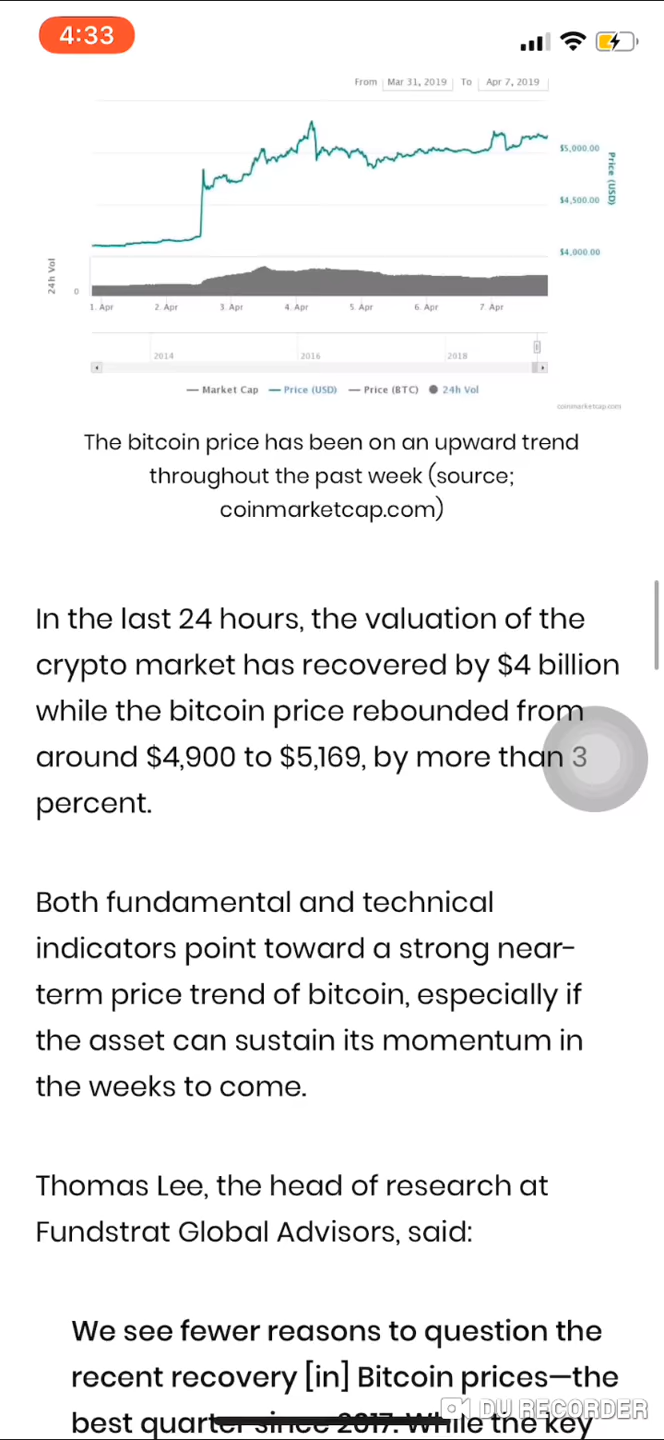 4:33
From Mar 31, 2019 To Apr 7, 2019
$5,000.00
$4,500.00
$4,000.00
Price (USD)
24h Vol
0
1. Apr 2. Apr 3. Apr 4. Apr 5. Apr 6. Apr 7. Apr
2014 2016 2018
Market Cap Price (USD) Price (BTC) 24h Vol
coinmarketcap.com
The bitcoin price has been on an upward trend
throughout the past week (source;
coinmarketcap.com)
In the last 24 hours, the valuation of the
crypto market has recovered by $4 billion
while the bitcoin price rebounded from
around $4,900 to $5,169, by more than 3
percent.
Both fundamental and technical
indicators point toward a strong near-
term price trend of bitcoin, especially if
the asset can sustain its momentum in
the weeks to come.
Thomas Lee, the head of research at
Fundstrat Global Advisors, said:
We see fewer reasons to question the
recent recovery [in] Bitcoin prices—the
best quarter since 2017. While the key
DU RECORDER